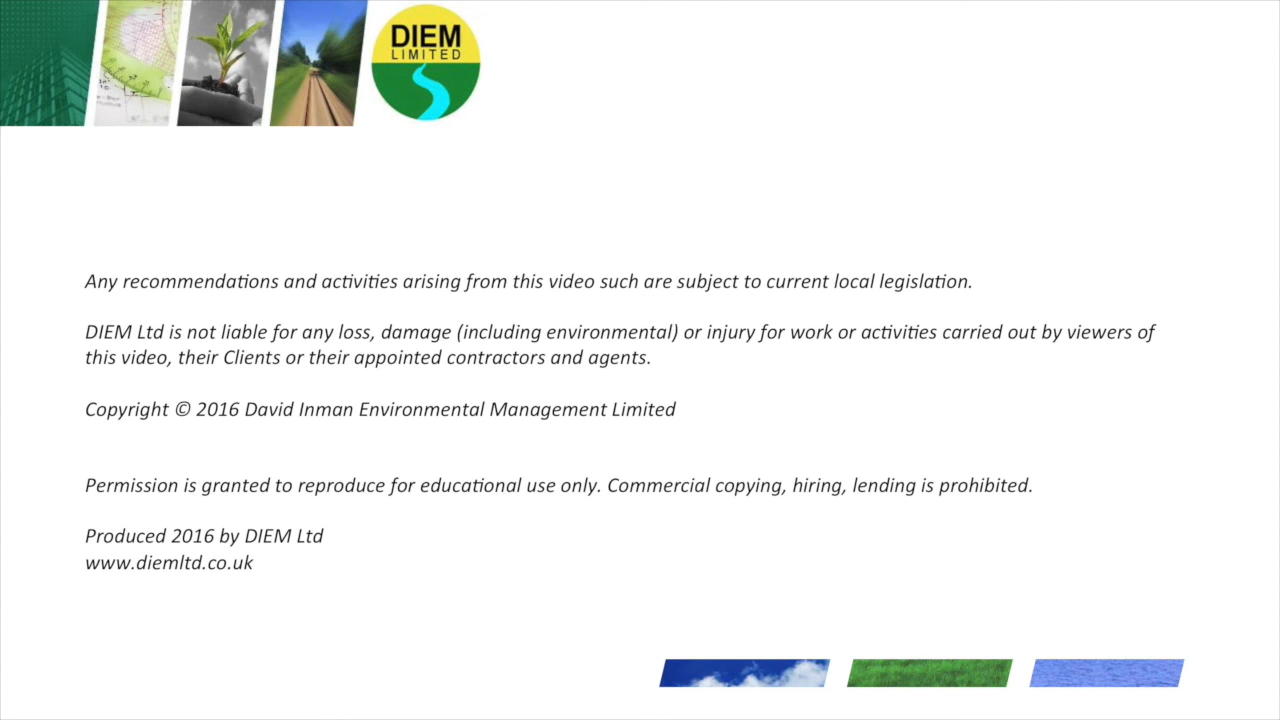 DIEM
LIMITED
Any recommendations and activities arising from this video such are subject to current local legislation.
DIEM Ltd is not liable for any loss, damage (including environmental) or injury for work or activities carried out by viewers of
this video, their Clients or their appointed contractors and agents.
Copyright © 2016 David Inman Environmental Management Limited
Permission is granted to reproduce for educational use only. Commercial copying, hiring, lending is prohibited.
Produced 2016 by DIEM Ltd
www.diemltd.co.uk